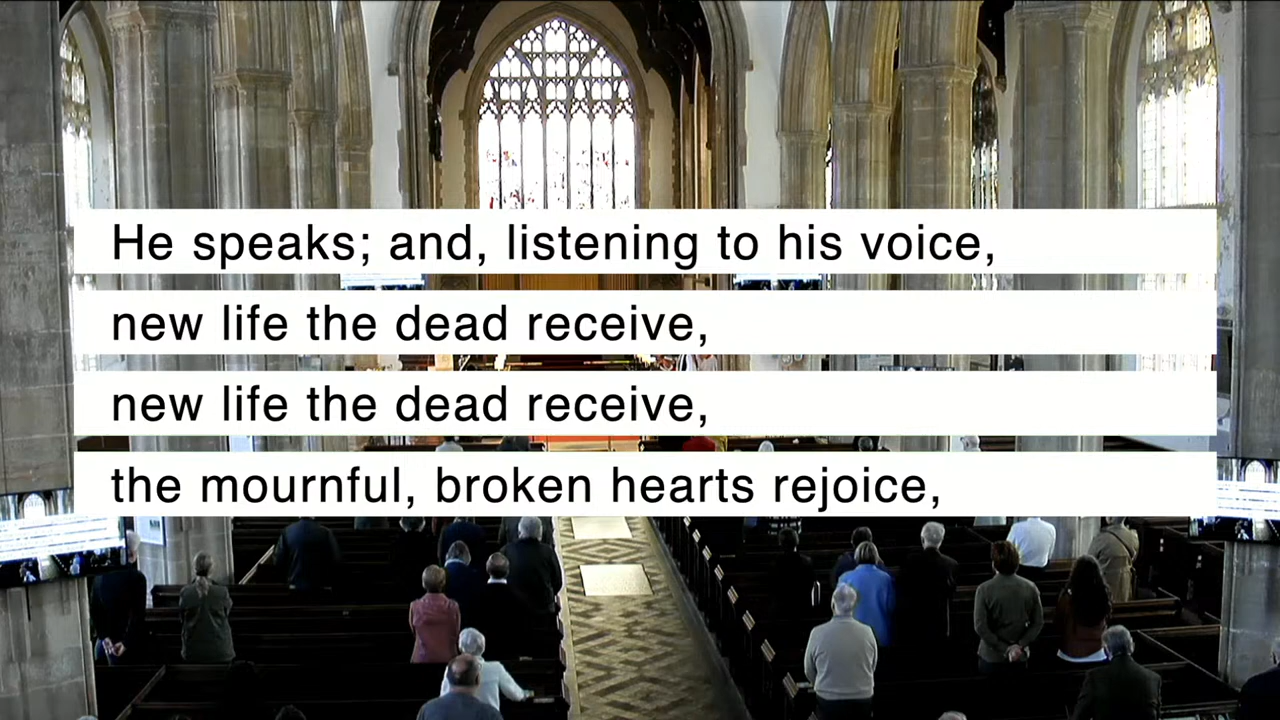 He speaks; and, listening to his voice,
new life the dead receive,
new life the dead receive,
the mournful, broken hearts rejoice,